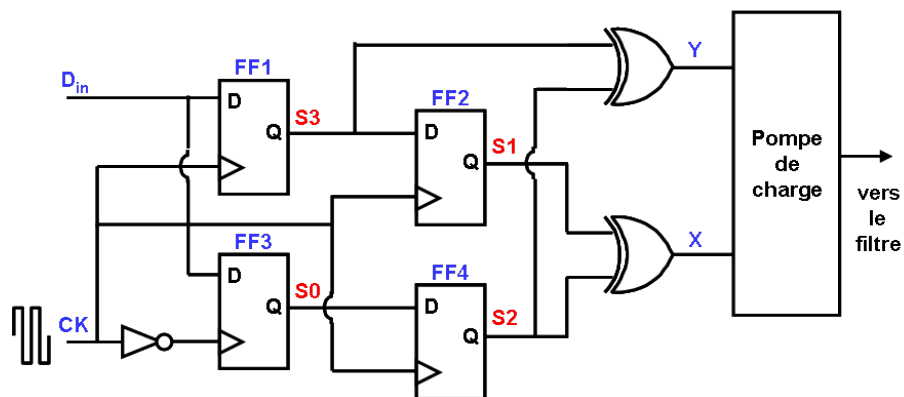 D_in
FF1
D
Q
S3
FF2
D
Q
S1
Y
CK
FF3
D
Q
S0
FF4
D
Q
S2
X
Pompe
de
charge
vers
le
filtre